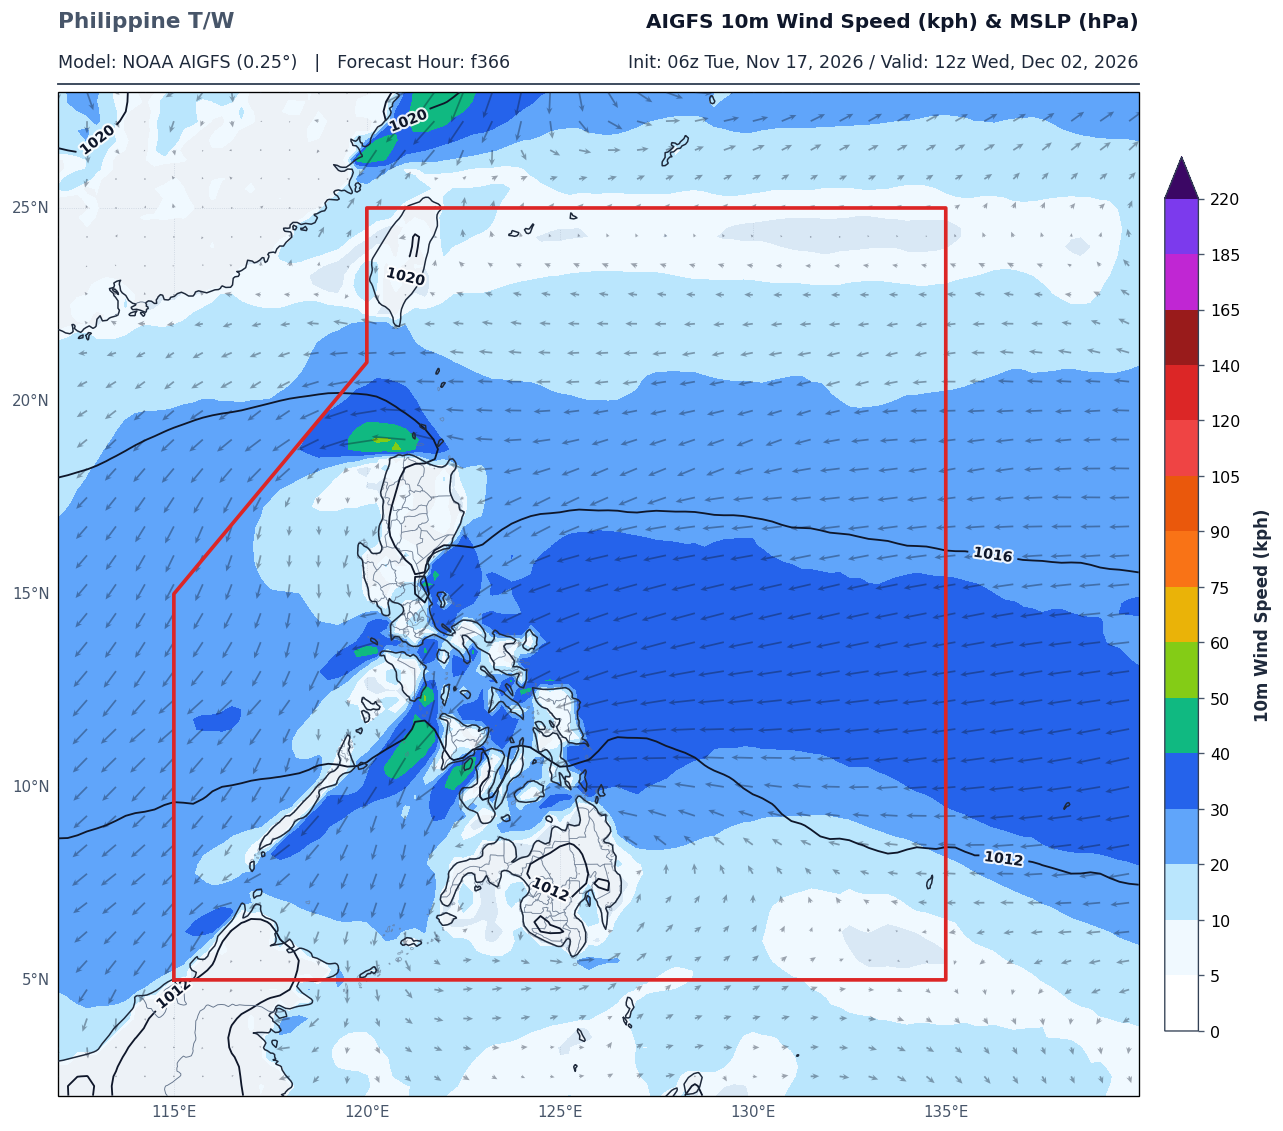 Philippine T/W
AIGFS 10m Wind Speed (kph) & MSLP (hPa)
Model: NOAA AIGFS (0.25°) | Forecast Hour: f366
Init: 06z Tue, Nov 17, 2026 / Valid: 12z Wed, Dec 02, 2026
1020
1020
1020
1016
1012
1012
1012
25°N
20°N
15°N
10°N
5°N
115°E
120°E
125°E
130°E
135°E
220
185
165
140
120
105
90
75
60
50
40
30
20
10
5
0
10m Wind Speed (kph)